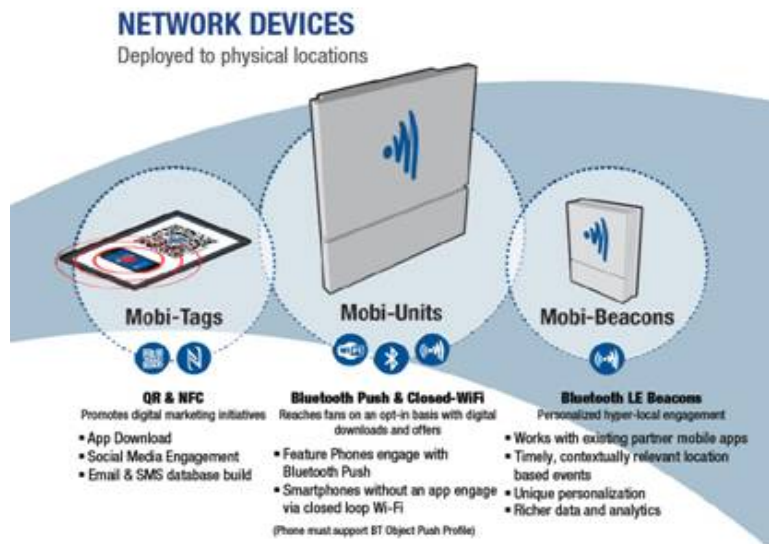 NETWORK DEVICES
Deployed to physical locations
Mobi-Tags
QR & NFC
Promotes digital marketing initiatives
▪ App Download
▪ Social Media Engagement
▪ Email & SMS database build
Mobi-Units
WiFi
Bluetooth Push & Closed-WiFi
Reaches fans on an opt-in basis with digital
downloads and offers
▪ Feature Phones engage with
Bluetooth Push
▪ Smartphones without an app engage
via closed loop Wi-Fi
(Phone must support BT Object Push Profile)
Mobi-Beacons
Bluetooth LE Beacons
Personalized hyper-local engagement
▪ Works with existing partner mobile apps
▪ Timely, contextually relevant location
based events
▪ Unique personalization
▪ Richer data and analytics